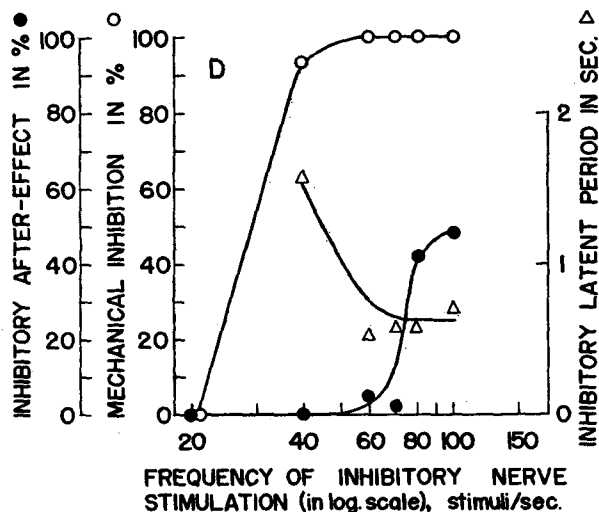 INHIBITORY AFTER-EFFECT IN % ●
MECHANICAL INHIBITION IN % ○
INHIBITORY LATENT PERIOD IN SEC. △
D
100
80
60
40
20
0
100
80
60
40
20
0
2
1
0
20 40 60 80 100 150
FREQUENCY OF INHIBITORY NERVE
STIMULATION (in log. scale), stimuli/sec.